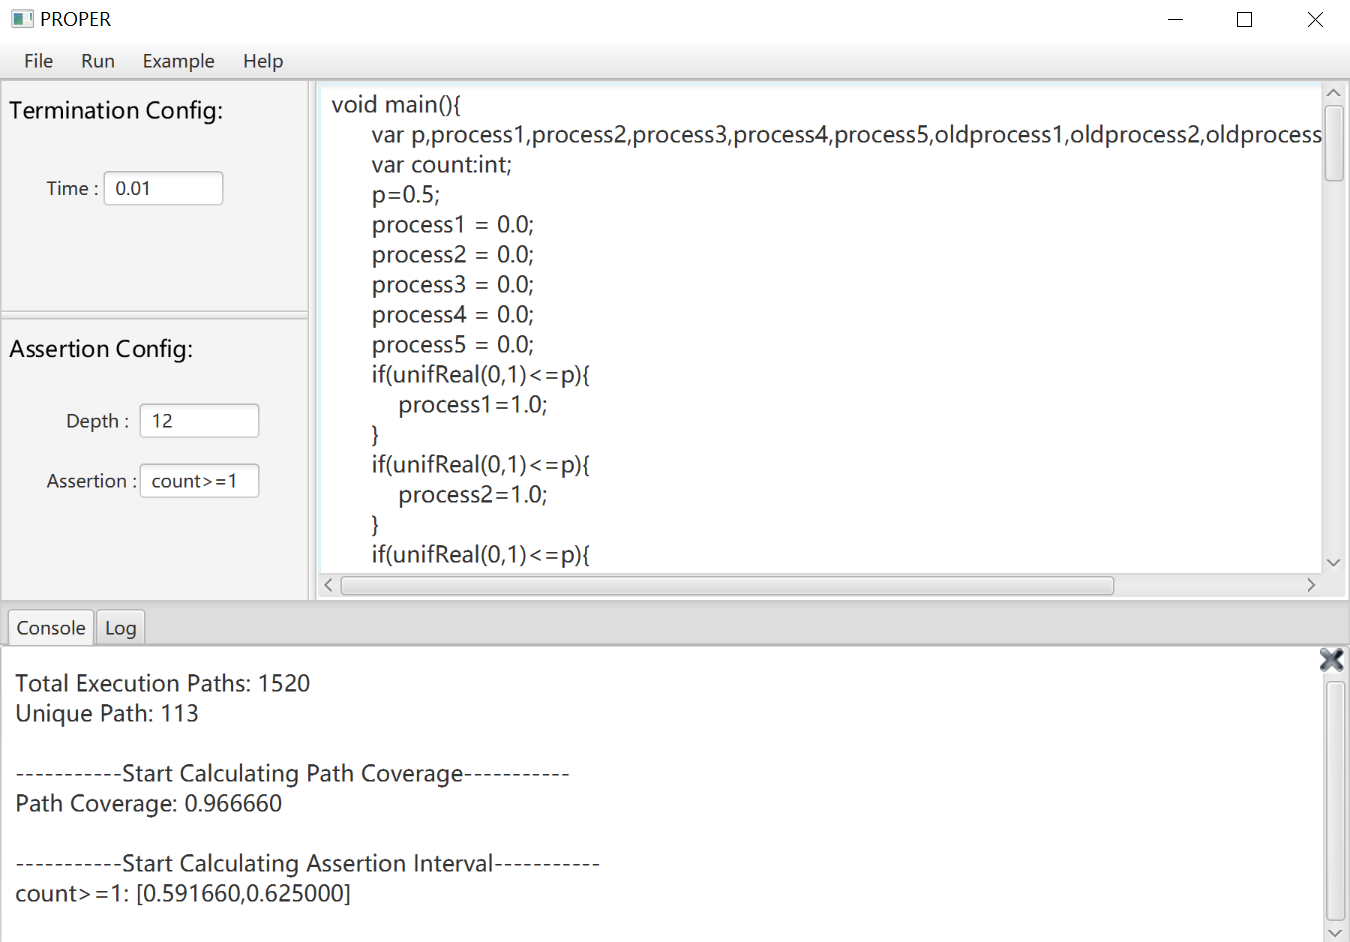 PROPER
File Run Example Help
Termination Config:
Time : 0.01
Assertion Config:
Depth : 12
Assertion : count>=1
void main(){
var p,process1,process2,process3,process4,process5,oldprocess1,oldprocess2,oldprocess
var count:int;
p=0.5;
process1 = 0.0;
process2 = 0.0;
process3 = 0.0;
process4 = 0.0;
process5 = 0.0;
if(unifReal(0,1)<=p){
process1=1.0;
}
if(unifReal(0,1)<=p){
process2=1.0;
}
if(unifReal(0,1)<=p){
Console Log
Total Execution Paths: 1520
Unique Path: 113
-----------Start Calculating Path Coverage-----------
Path Coverage: 0.966660
-----------Start Calculating Assertion Interval-----------
count>=1: [0.591660,0.625000]